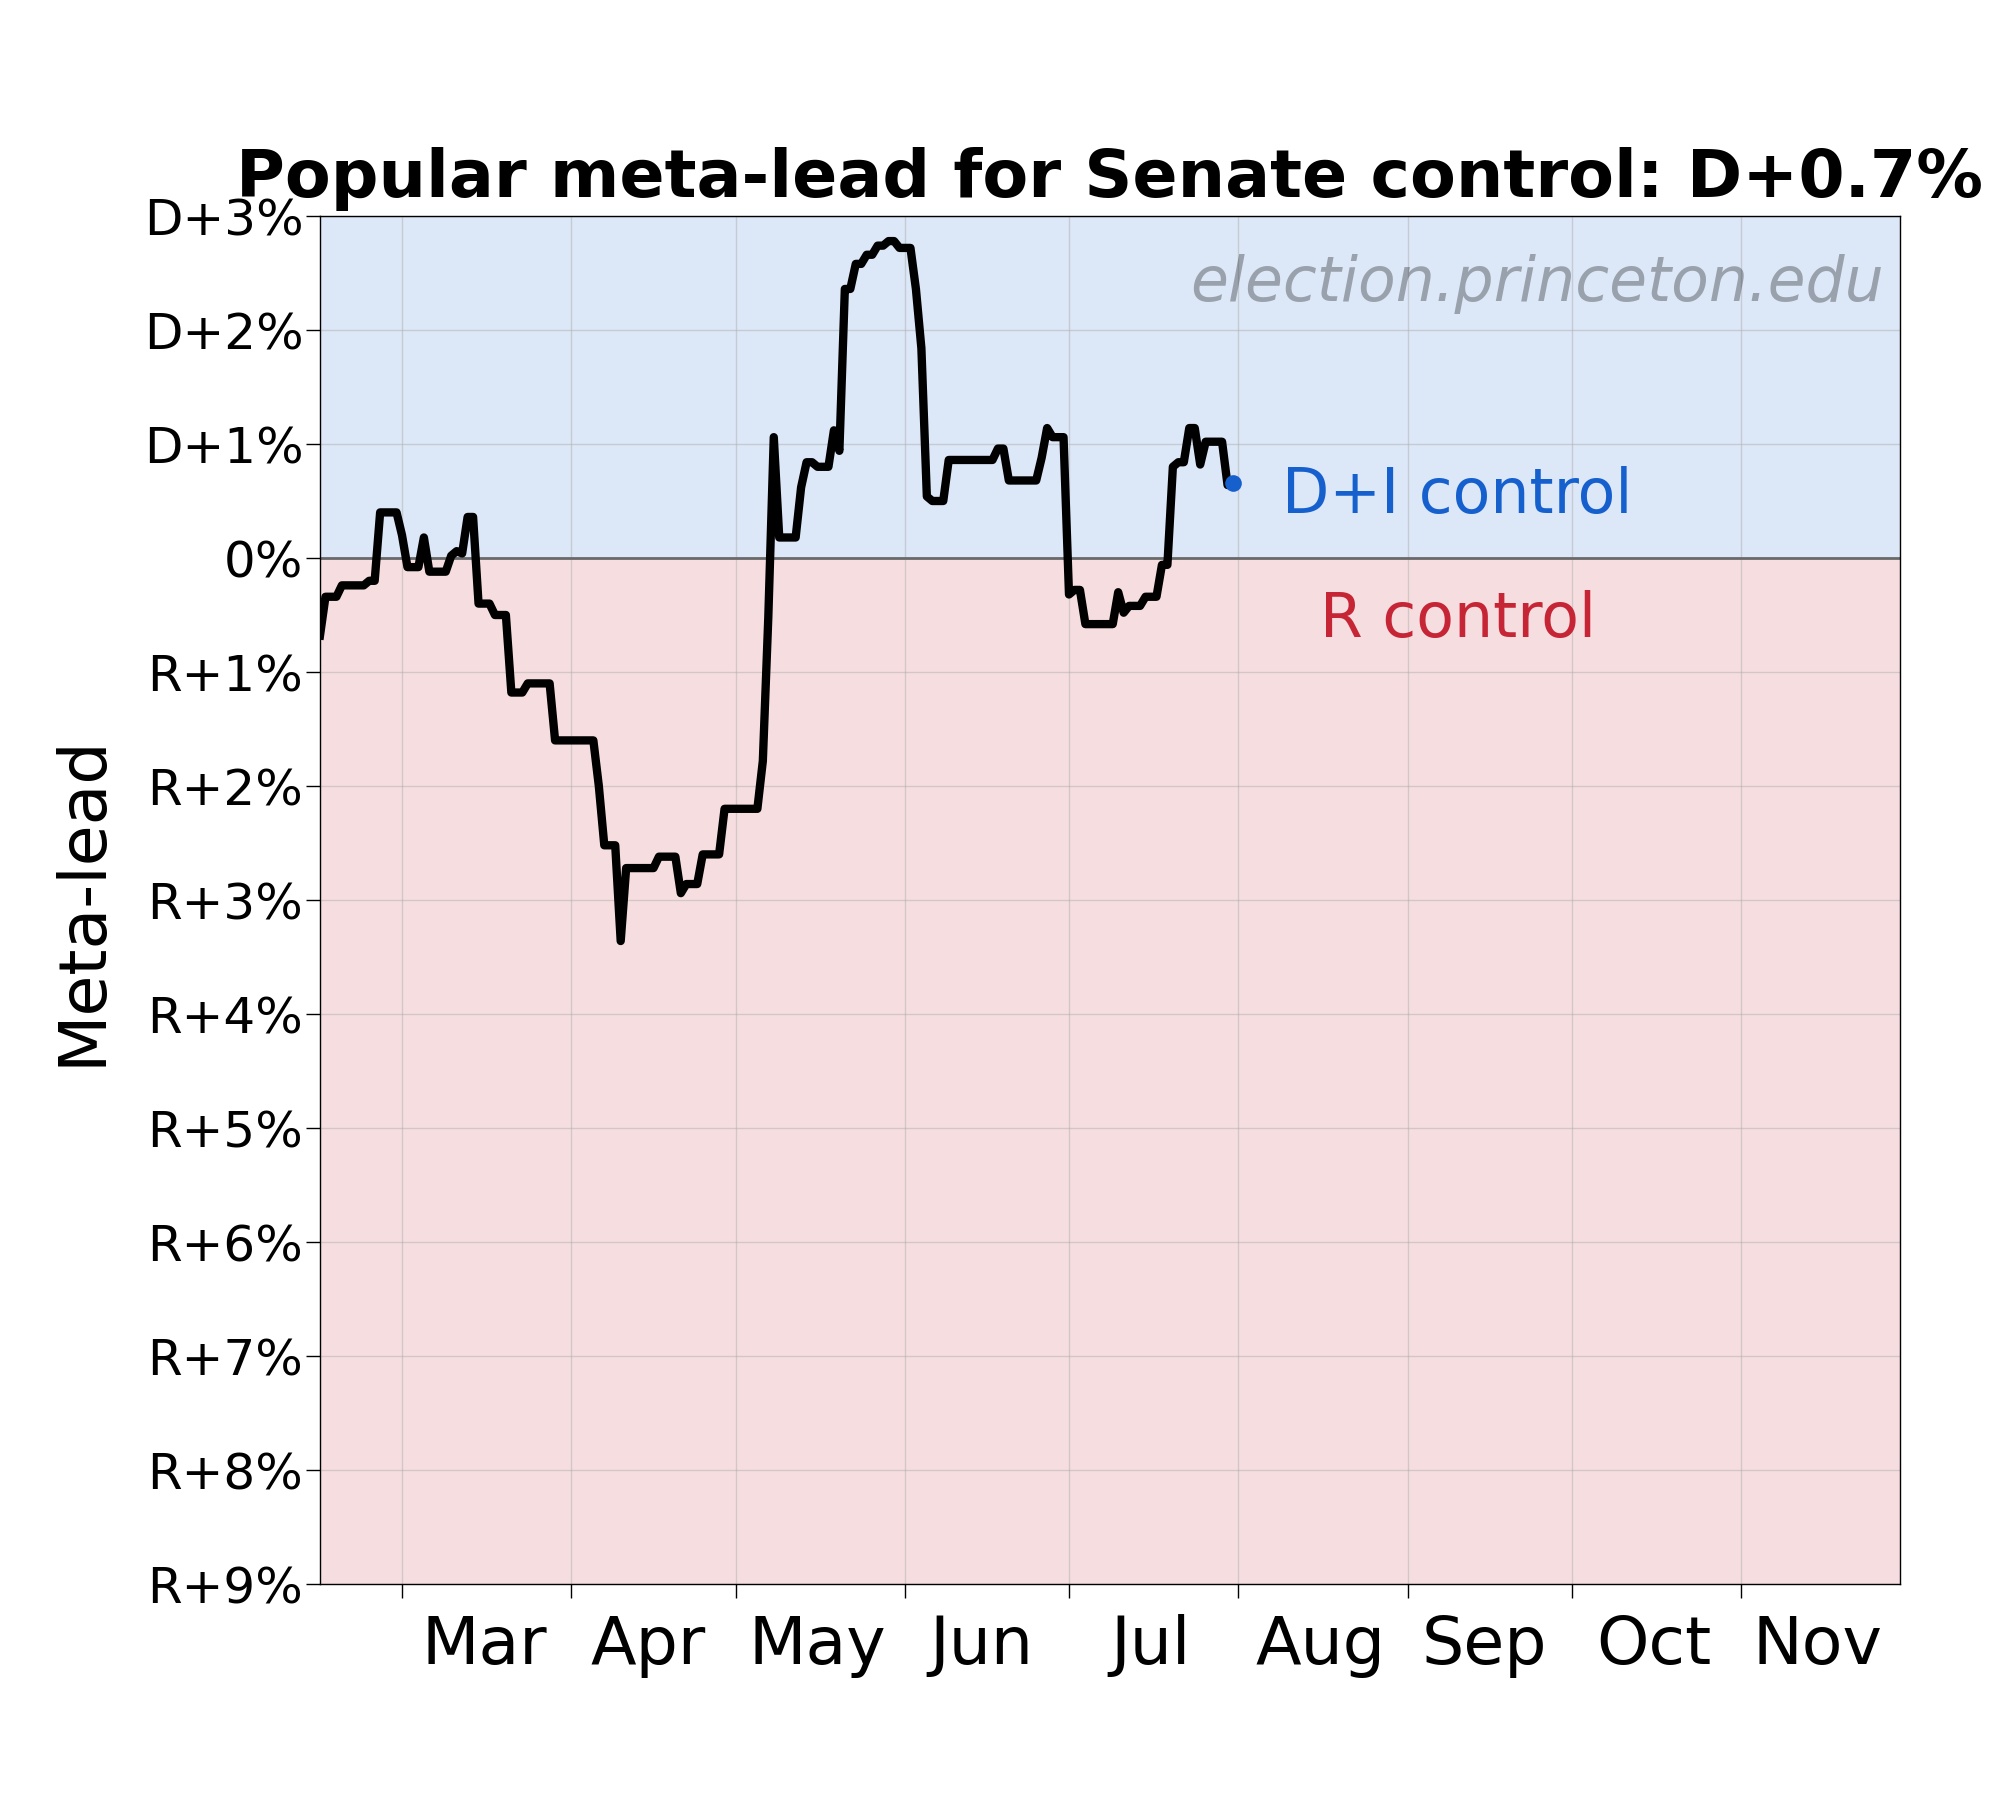 Popular meta-lead for Senate control: D+0.7%
D+3%
election.princeton.edu
D+2%
D+1%
D+I control
0%
R control
R+1%
Meta-lead
R+2%
R+3%
R+4%
R+5%
R+6%
R+7%
R+8%
R+9%
Mar Apr May Jun Jul Aug Sep Oct Nov